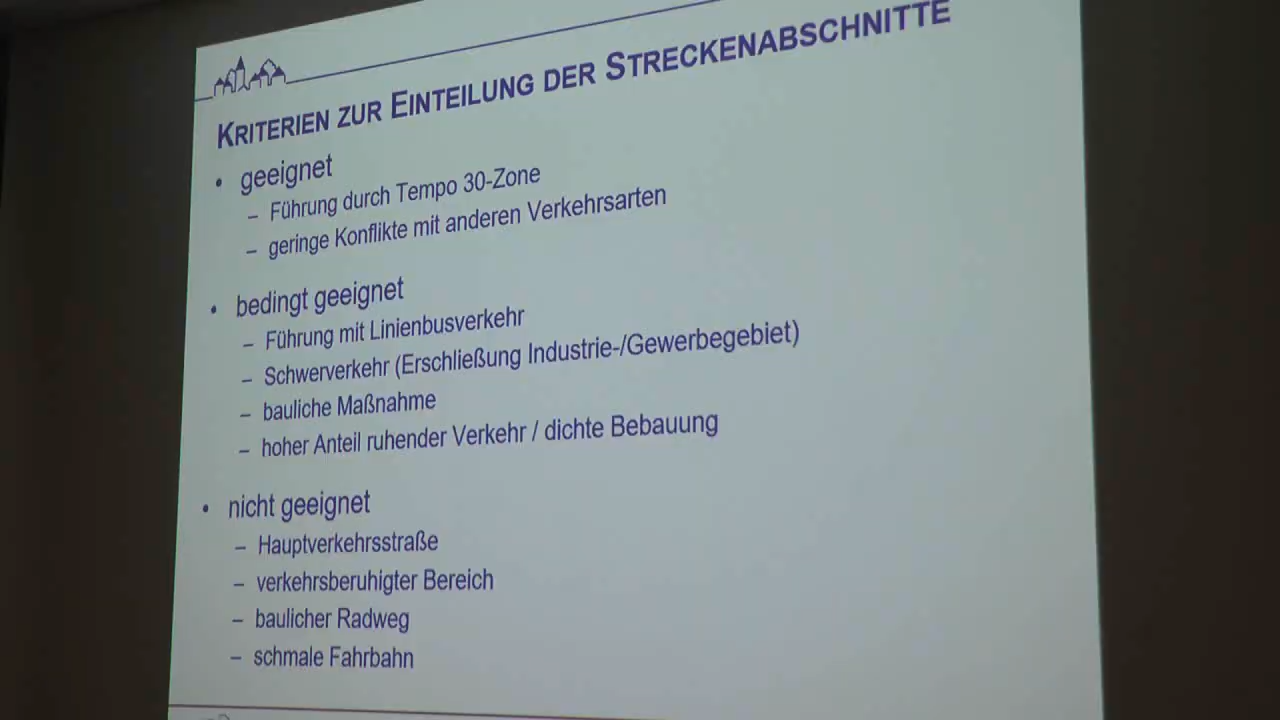 KRITERIEN ZUR EINTEILUNG DER STRECKENABSCHNITTE
• geeignet
– Führung durch Tempo 30-Zone
– geringe Konflikte mit anderen Verkehrsarten
• bedingt geeignet
– Führung mit Linienbusverkehr
– Schwerverkehr (Erschließung Industrie-/Gewerbegebiet)
– bauliche Maßnahme
– hoher Anteil ruhender Verkehr / dichte Bebauung
• nicht geeignet
– Hauptverkehrsstraße
– verkehrsberuhigter Bereich
– baulicher Radweg
– schmale Fahrbahn